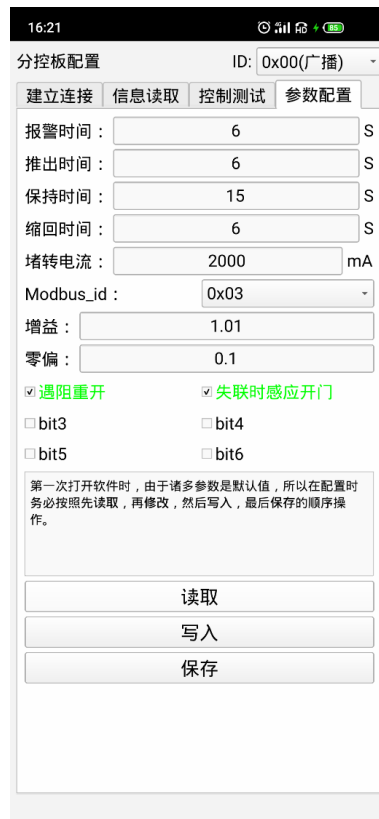 16:21
85
分控板配置 ID: 0x00(广播)
建立连接 信息读取 控制测试 参数配置
报警时间： 6 S
推出时间： 6 S
保持时间： 15 S
缩回时间： 6 S
堵转电流： 2000 mA
Modbus_id： 0x03
增益： 1.01
零偏： 0.1
遇阻重开 失联时感应开门
bit3 bit4
bit5 bit6
第一次打开软件时，由于诸多参数是默认值，所以在配置时
务必按照先读取，再修改，然后写入，最后保存的顺序操
作。
读取
写入
保存